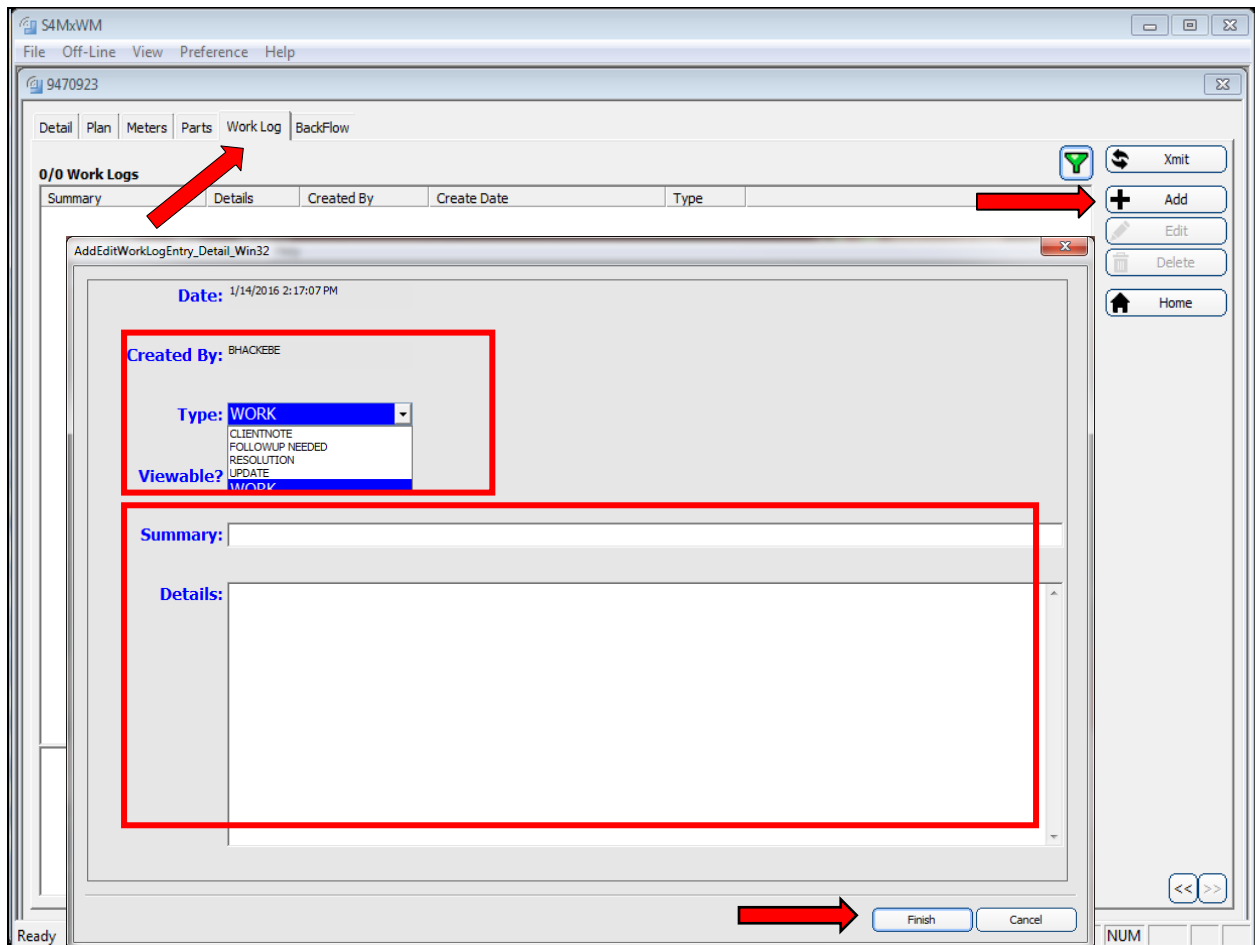 S4MxWM
File Off-Line View Preference Help
9470923
Detail Plan Meters Parts Work Log BackFlow
Xmit
0/0 Work Logs
Summary Details Created By Create Date Type
Add
Edit
AddEditWorkLogEntry_Detail_Win32
Delete
Date: 1/14/2016 2:17:07 PM
Home
Created By: BHACKEBE
Type: WORK
CLIENTNOTE
FOLLOWUP NEEDED
RESOLUTION
Viewable? UPDATE
WORK
Summary:
Details:
<< >>
Finish Cancel
Ready NUM